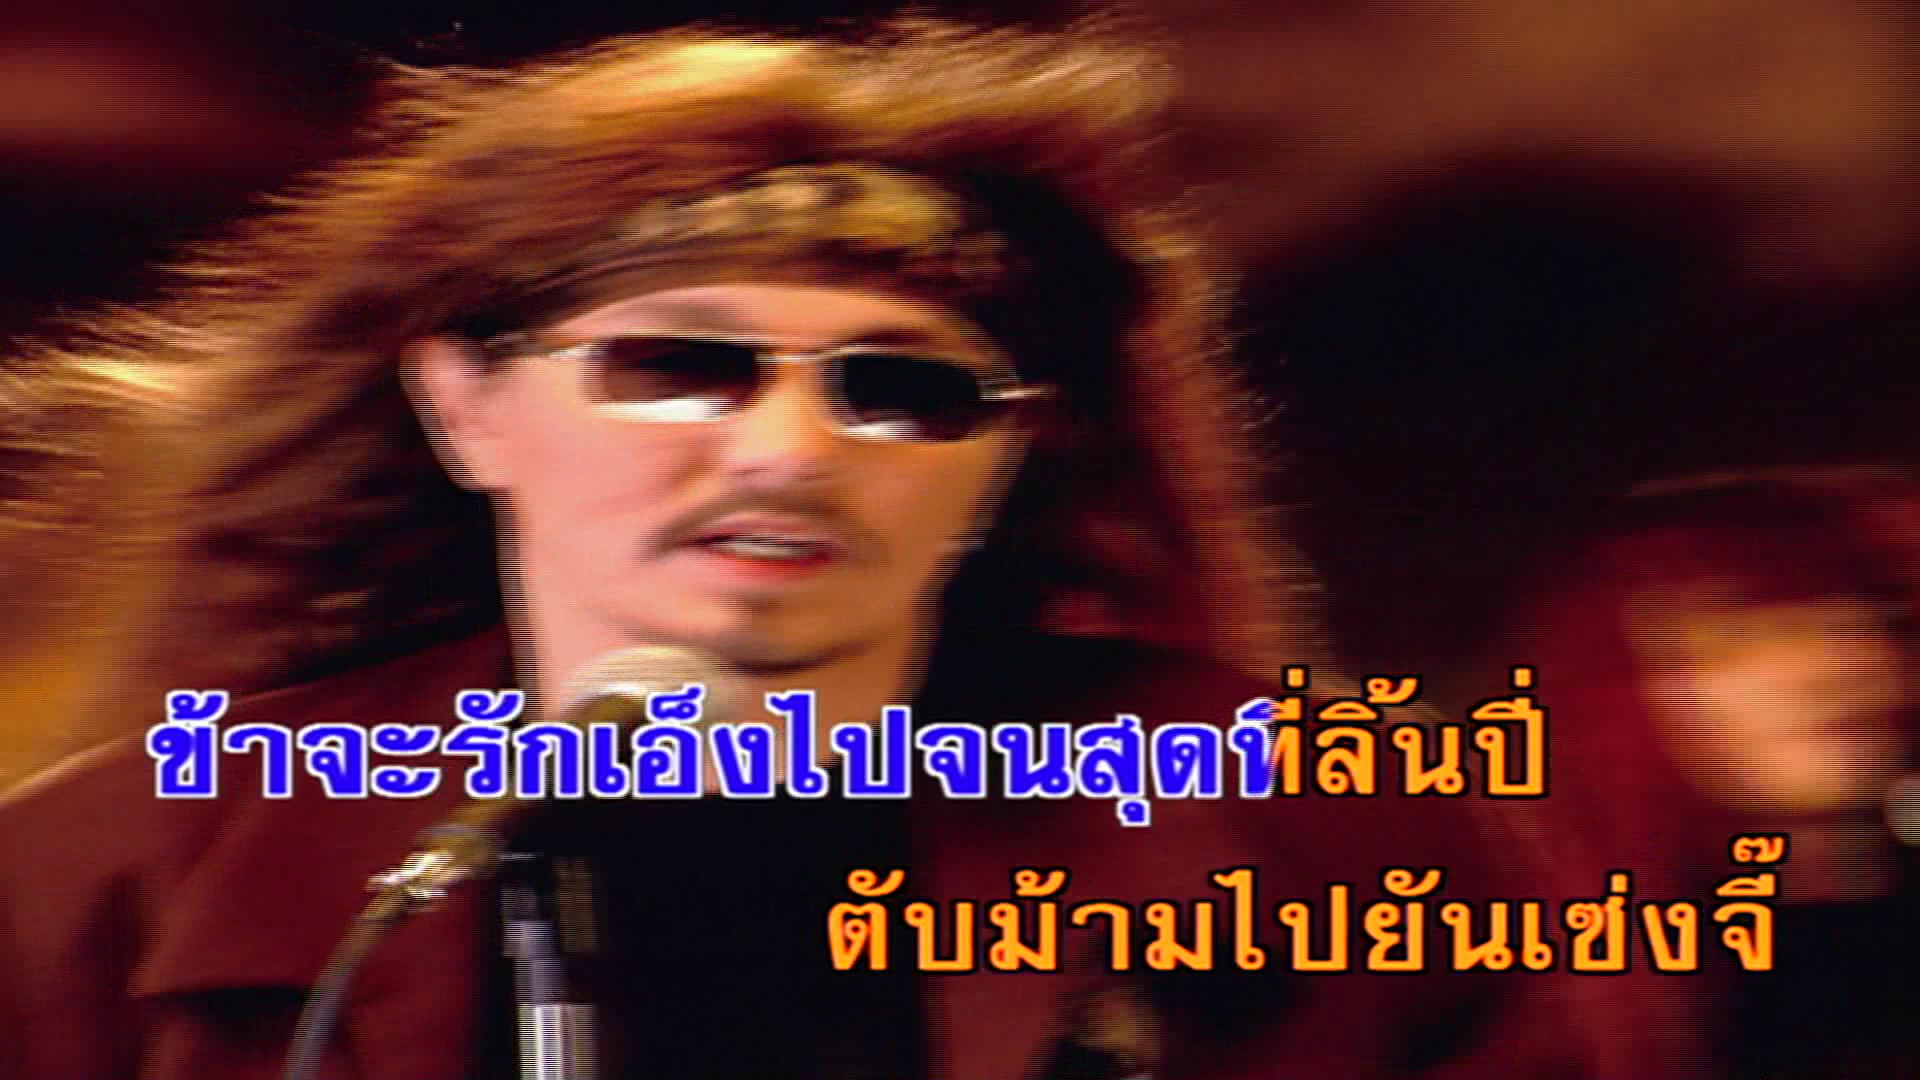 ข้าจะรักเอ็งไปจนสุดที่ลิ้นปี่
ตับม้ามไปยันเซ่งจี๊